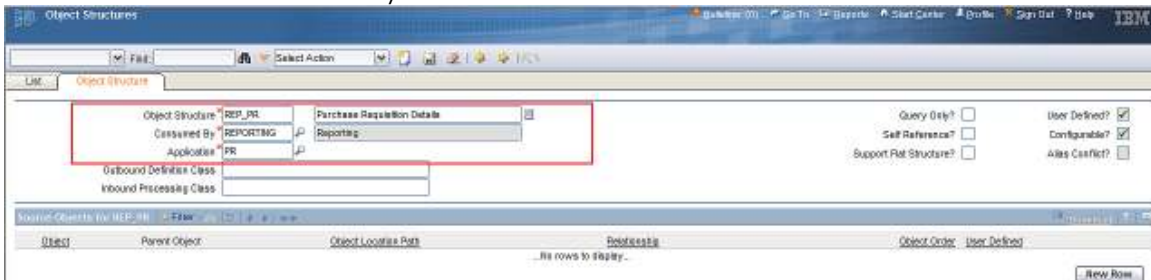 Object Structures
Bulletins: (0) Go To Reports Start Center Profile Sign Out Help IBM
Find: Select Action
List Object Structure
Object Structure REP_PR Purchase Requisition Details
Consumed By REPORTING Reporting
Application PR
Outbound Definition Class
Inbound Processing Class
Query Only? User Defined?
Self Reference? Configurable?
Support Flat Structure? Alias Conflict?
Source Objects for REP_PR Filter
Object Parent Object Object Location Path Relationship Object Order User Defined
...No rows to display...
New Row